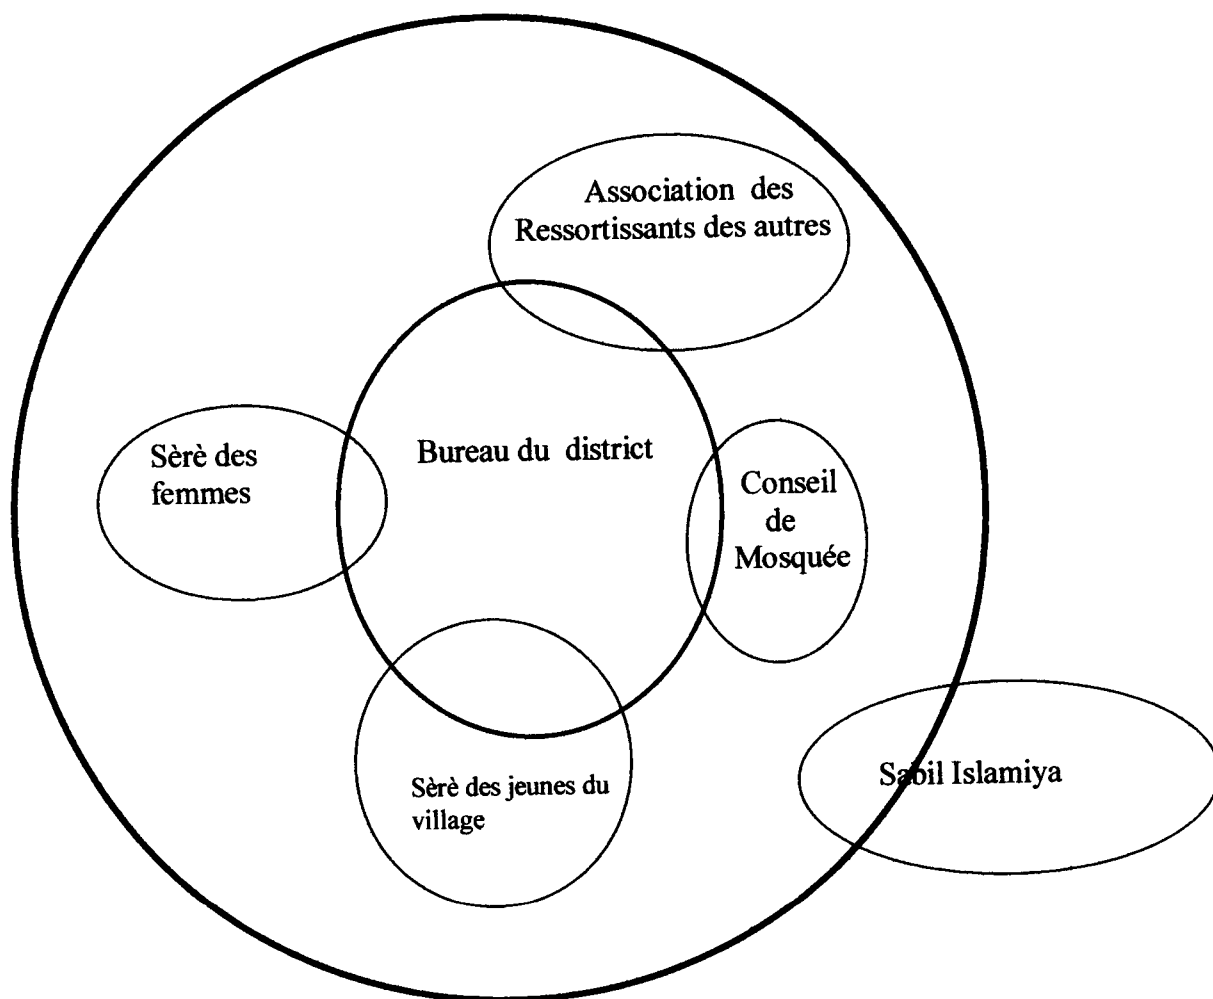 Association des
Ressortissants des autres
Sèrè des
femmes
Bureau du district
Conseil
de
Mosquée
Sèrè des jeunes du
village
Sabil Islamiya